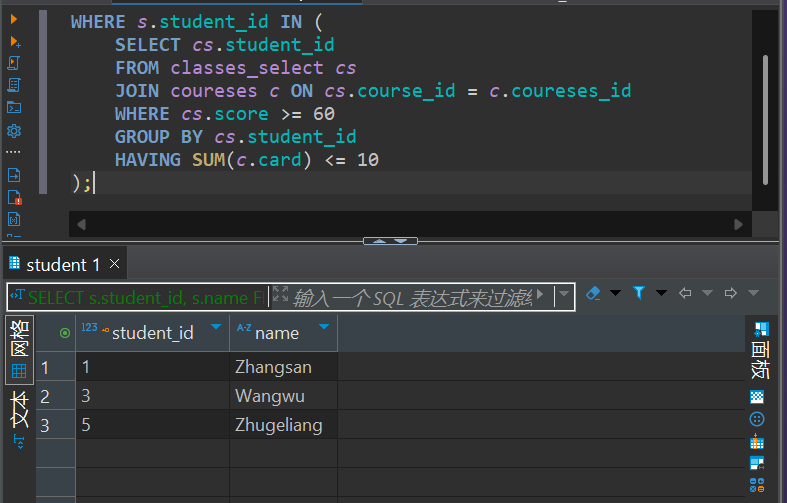 WHERE s.student_id IN (
SELECT cs.student_id
FROM classes_select cs
JOIN coureses c ON cs.course_id = c.coureses_id
WHERE cs.score >= 60
GROUP BY cs.student_id
HAVING SUM(c.card) <= 10
);
student 1
SELECT s.student_id, s.name F
输入一个 SQL 表达式来过滤
网格
文本
123 student_id
A-Z name
1 1 Zhangsan
2 3 Wangwu
3 5 Zhugeliang
面板